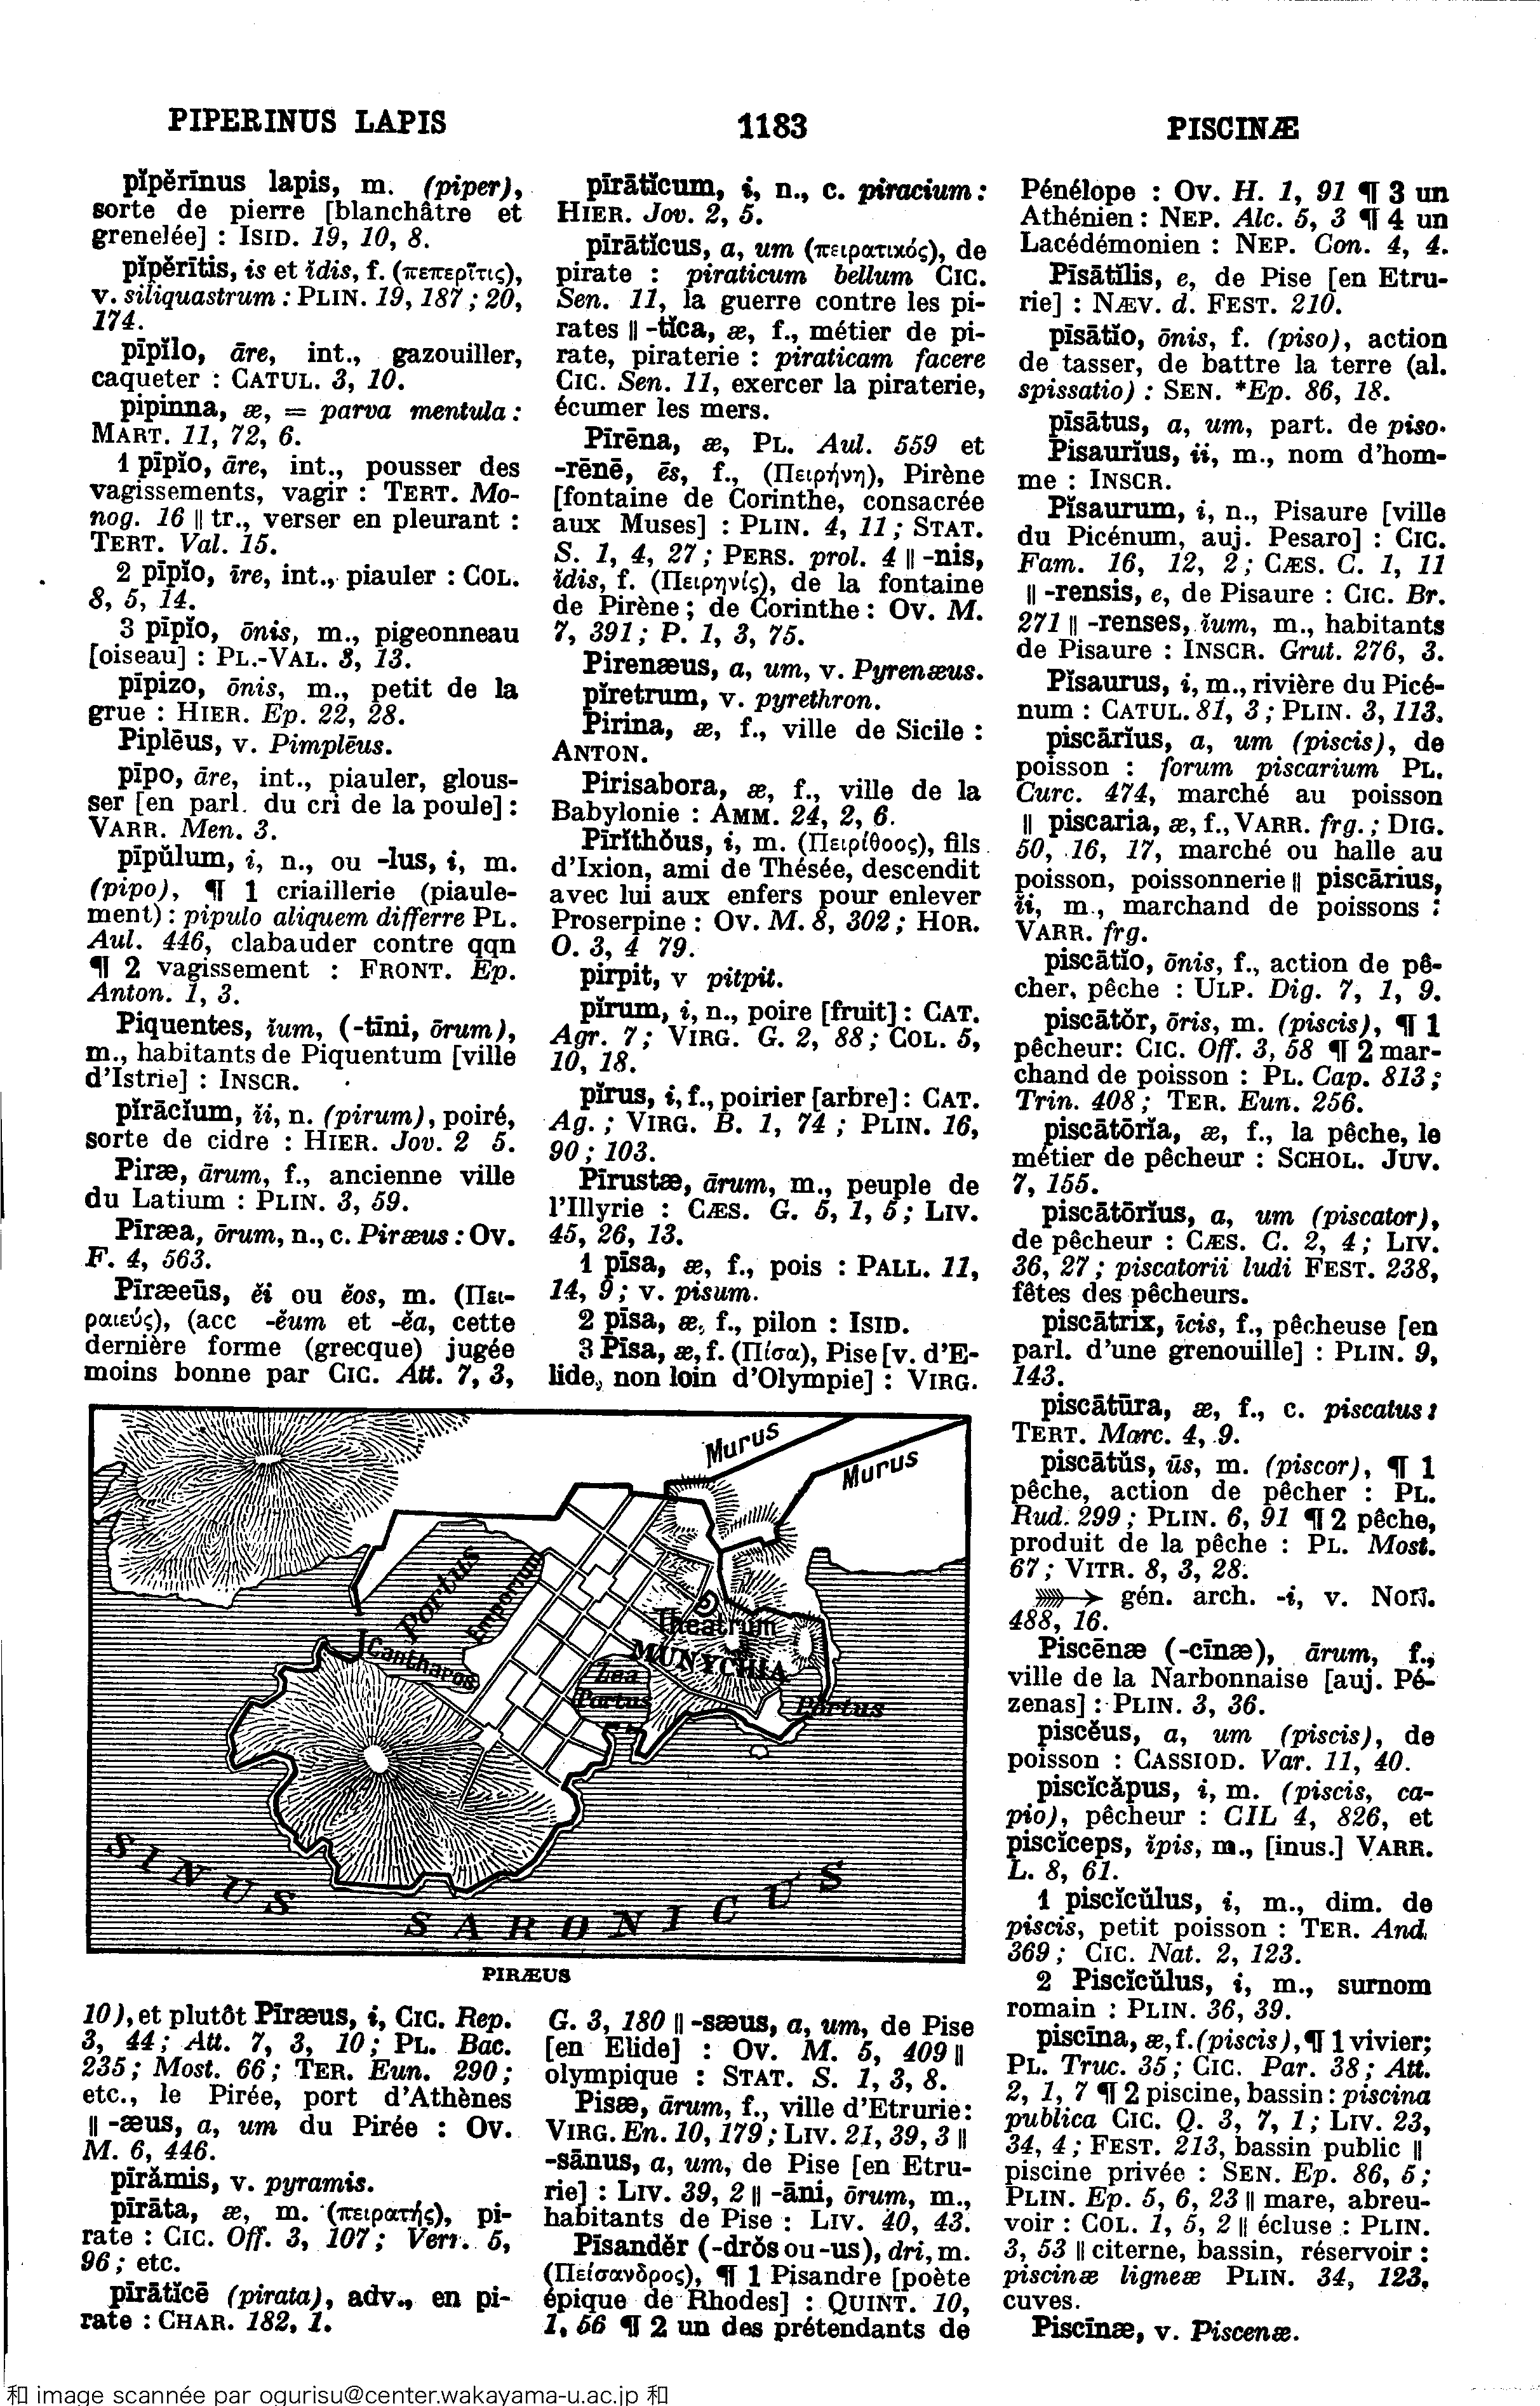 PIPERINUS LAPIS
1183
PISCINÆ
pĭpĕrīnus lapis, m. (piper),
sorte de pierre [blanchâtre et
grenelée] : ISID. 19, 10, 8.
pĭpĕrītis, is et ĭdis, f. (πεπερῖτις),
v. siliquastrum : PLIN. 19, 187 ; 20,
174.
pīpĭlo, āre, int., gazouiller,
caqueter : CATUL. 3, 10.
pipinna, æ, = parva mentula :
MART. 11, 72, 6.
1 pīpĭo, āre, int., pousser des
vagissements, vagir : TERT. Mo-
nog. 16 || tr., verser en pleurant :
TERT. Val. 15.
2 pīpĭo, īre, int., piauler : COL.
8, 5, 14.
3 pīpĭo, ōnis, m., pigeonneau
[oiseau] : PL.-VAL. 3, 13.
pīpizo, ōnis, m., petit de la
grue : HIER. Ep. 22, 28.
Piplēus, v. Pimplēus.
pīpo, āre, int., piauler, glous-
ser [en parl. du cri de la poule] :
VARR. Men. 3.
pīpŭlum, i, n., ou -lus, i, m.
(pipo), ¶ 1 criaillerie (piaule-
ment) : pipulo aliquem differre PL.
Aul. 446, clabauder contre qqn
¶ 2 vagissement : FRONT. Ep.
Anton. 1, 3.
Piquentes, ĭum, (-tīni, ōrum),
m., habitants de Piquentum [ville
d'Istrie] : INSCR.
pĭrācĭum, ĭi, n. (pirum), poiré,
sorte de cidre : HIER. Jov. 2 5.
Piræ, ārum, f., ancienne ville
du Latium : PLIN. 3, 59.
Pīræa, ōrum, n., c. Piræus : OV.
F. 4, 563.
Pīræeūs, ĕi ou ĕos, m. (Πει-
ραιεύς), (acc -ĕum et -ĕa, cette
dernière forme (grecque) jugée
moins bonne par CIC. Att. 7, 3,
pīrātĭcum, i, n., c. piracium :
HIER. Jov. 2, 5.
pīrātĭcus, a, um (πειρατικός), de
pirate : piraticum bellum CIC.
Sen. 11, la guerre contre les pi-
rates || -tĭca, æ, f., métier de pi-
rate, piraterie : piraticam facere
CIC. Sen. 11, exercer la piraterie,
écumer les mers.
Pīrēna, æ, PL. Aul. 559 et
-rēnē, ēs, f., (Πειρήνη), Pirène
[fontaine de Corinthe, consacrée
aux Muses] : PLIN. 4, 11 ; STAT.
S. 1, 4, 27 ; PERS. prol. 4 || -nis,
ĭdis, f. (Πειρηνίς), de la fontaine
de Pirène ; de Corinthe : OV. M.
7, 391 ; P. 1, 3, 75.
Pirenæus, a, um, v. Pyrenæus.
pĭretrum, v. pyrethron.
Pirina, æ, f., ville de Sicile :
ANTON.
Pirisabora, æ, f., ville de la
Babylonie : AMM. 24, 2, 6.
Pīrĭthŏus, i, m. (Πειρίθοος), fils
d'Ixion, ami de Thésée, descendit
avec lui aux enfers pour enlever
Proserpine : OV. M. 8, 302 ; HOR.
O. 3, 4 79.
pirpit, v pitpit.
pĭrum, i, n., poire [fruit] : CAT.
Agr. 7 ; VIRG. G. 2, 88 ; COL. 5,
10, 18.
pĭrus, i, f., poirier [arbre] : CAT.
Ag. ; VIRG. B. 1, 74 ; PLIN. 16,
90 ; 103.
Pīrustæ, ārum, m., peuple de
l'Illyrie : CÆS. G. 5, 1, 5 ; LIV.
45, 26, 13.
1 pīsa, æ, f., pois : PALL. 11,
14, 9 ; v. pisum.
2 pīsa, æ, f., pilon : ISID.
3 Pīsa, æ, f. (Πίσα), Pise [v. d'E-
lide, non loin d'Olympie] : VIRG.
Murus
Murus
Portus
Emporium
Cantharos
Theatrum
MUNYCHIA
Zea
Portus
Portus
SINUS
SARONICUS
PIRÆUS
10), et plutôt Pīræus, i, CIC. Rep.
3, 44 ; Att. 7, 3, 10 ; PL. Bac.
235 ; Most. 66 ; TER. Eun. 290 ;
etc., le Pirée, port d'Athènes
|| -æus, a, um du Pirée : OV.
M. 6, 446.
pīrămis, v. pyramis.
pīrāta, æ, m. (πειρατής), pi-
rate : CIC. Off. 3, 107 ; Verr. 5,
96 ; etc.
pīrātĭcē (pirata), adv., en pi-
rate : CHAR. 182, 1.
G. 3, 180 || -sæus, a, um, de Pise
[en Elide] : OV. M. 5, 409 ||
olympique : STAT. S. 1, 3, 8.
Pisæ, ārum, f., ville d'Etrurie :
VIRG. En. 10, 179 ; LIV. 21, 39, 3 ||
-sānus, a, um, de Pise [en Etru-
rie] : LIV. 39, 2 || -āni, ōrum, m.,
habitants de Pise : LIV. 40, 43.
Pīsandĕr (-drŏs ou -us), dri, m.
(Πείσανδρος), ¶ 1 Pisandre [poète
épique de Rhodes] : QUINT. 10,
1, 56 ¶ 2 un des prétendants de
Pénélope : OV. H. 1, 91 ¶ 3 un
Athénien : NEP. Alc. 5, 3 ¶ 4 un
Lacédémonien : NEP. Con. 4, 4.
Pīsātĭlis, e, de Pise [en Etru-
rie] : NÆV. d. FEST. 210.
pīsātĭo, ōnis, f. (piso), action
de tasser, de battre la terre (al.
spissatio) : SEN. *Ep. 86, 18.
pīsātus, a, um, part. de piso.
Pisaurĭus, ii, m., nom d'hom-
me : INSCR.
Pĭsaurum, i, n., Pisaure [ville
du Picénum, auj. Pesaro] : CIC.
Fam. 16, 12, 2 ; CÆS. C. 1, 11
|| -rensis, e, de Pisaure : CIC. Br.
271 || -renses, ĭum, m., habitants
de Pisaure : INSCR. Grut. 276, 3.
Pĭsaurus, i, m., rivière du Picé-
num : CATUL. 81, 3 ; PLIN. 3, 113.
piscārĭus, a, um (piscis), de
poisson : forum piscarium PL.
Curc. 474, marché au poisson
|| piscaria, æ, f., VARR. frg. ; DIG.
50, 16, 17, marché ou halle au
poisson, poissonnerie || piscārius,
ĭi, m., marchand de poissons :
VARR. frg.
piscātĭo, ōnis, f., action de pê-
cher, pêche : ULP. Dig. 7, 1, 9.
piscātŏr, ōris, m. (piscis), ¶ 1
pêcheur: CIC. Off. 3, 58 ¶ 2 mar-
chand de poisson : PL. Cap. 813 ;
Trin. 408 ; TER. Eun. 256.
piscātōrĭa, æ, f., la pêche, le
métier de pêcheur : SCHOL. JUV.
7, 155.
piscātōrĭus, a, um (piscator),
de pêcheur : CÆS. C. 2, 4 ; LIV.
36, 27 ; piscatorii ludi FEST. 238,
fêtes des pêcheurs.
piscātrix, īcis, f., pêcheuse [en
parl. d'une grenouille] : PLIN. 9,
143.
piscātūra, æ, f., c. piscatus :
TERT. Marc. 4, 9.
piscātŭs, ūs, m. (piscor), ¶ 1
pêche, action de pêcher : PL.
Rud. 299 ; PLIN. 6, 91 ¶ 2 pêche,
produit de la pêche : PL. Most.
67 ; VITR. 8, 3, 28.
gén. arch. -i, v. NON.
488, 16.
Piscēnæ (-cīnæ), ārum, f.,
ville de la Narbonnaise [auj. Pé-
zenas] : PLIN. 3, 36.
piscĕus, a, um (piscis), de
poisson : CASSIOD. Var. 11, 40.
piscĭcăpus, i, m. (piscis, ca-
pio), pêcheur : CIL 4, 826, et
piscĭceps, ĭpis, m., [inus.] VARR.
L. 8, 61.
1 piscĭcŭlus, i, m., dim. de
piscis, petit poisson : TER. And.
369 ; CIC. Nat. 2, 123.
2 Piscĭcŭlus, i, m., surnom
romain : PLIN. 36, 39.
piscīna, æ, f. (piscis), ¶ 1 vivier ;
PL. Truc. 35 ; CIC. Par. 38 ; Att.
2, 1, 7 ¶ 2 piscine, bassin : piscina
publica CIC. Q. 3, 7, 1 ; LIV. 23,
34, 4 ; FEST. 213, bassin public ||
piscine privée : SEN. Ep. 86, 5 ;
PLIN. Ep. 5, 6, 23 || mare, abreu-
voir : COL. 1, 5, 2 || écluse : PLIN.
3, 53 || citerne, bassin, réservoir :
piscinæ ligneæ PLIN. 34, 123,
cuves.
Piscīnæ, v. Piscenæ.
和 image scannée par ogurisu@center.wakayama-u.ac.jp 和